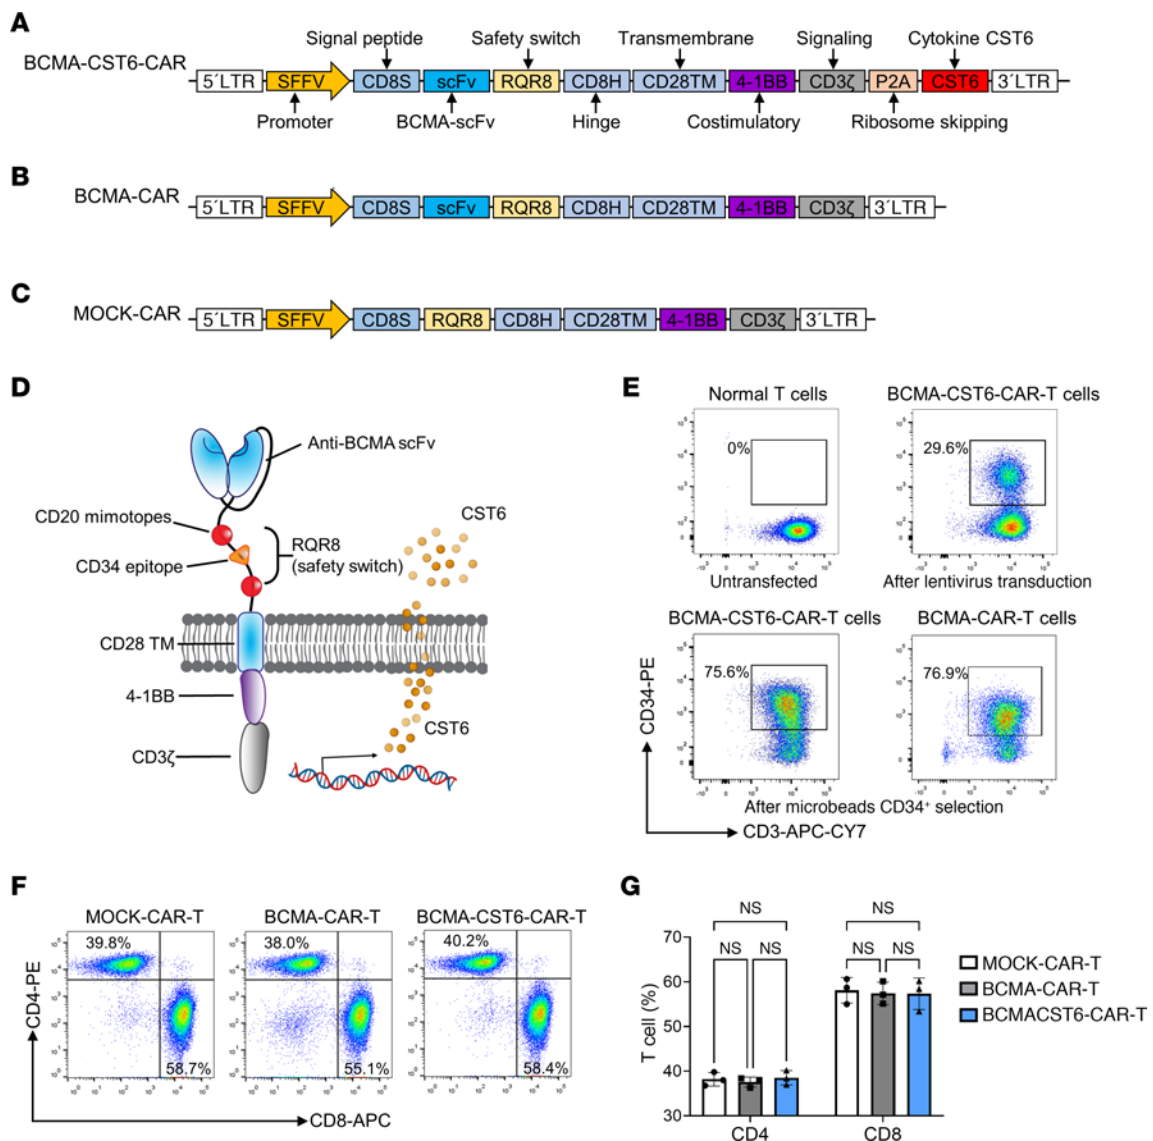 A
Signal peptide Safety switch Transmembrane Signaling Cytokine CST6
BCMA-CST6-CAR
5´LTR SFFV CD8S scFv RQR8 CD8H CD28TM 4-1BB CD3ζ P2A CST6 3´LTR
Promoter BCMA-scFv Hinge Costimulatory Ribosome skipping
B
BCMA-CAR
5´LTR SFFV CD8S scFv RQR8 CD8H CD28TM 4-1BB CD3ζ 3´LTR
C
MOCK-CAR
5´LTR SFFV CD8S RQR8 CD8H CD28TM 4-1BB CD3ζ 3´LTR
D
Anti-BCMA scFv
CD20 mimotopes
CD34 epitope
RQR8
(safety switch)
CST6
CD28 TM
4-1BB
CST6
CD3ζ
E
Normal T cells BCMA-CST6-CAR-T cells
0% 29.6%
Untransfected After lentivirus transduction
BCMA-CST6-CAR-T cells BCMA-CAR-T cells
75.6% 76.9%
CD34-PE
After microbeads CD34⁺ selection
CD3-APC-CY7
F
MOCK-CAR-T BCMA-CAR-T BCMA-CST6-CAR-T
39.8% 38.0% 40.2%
CD4-PE
58.7% 55.1% 58.4%
CD8-APC
G
NS NS
NS NS NS NS
T cell (%)
70
60
50
40
30
CD4 CD8
MOCK-CAR-T
BCMA-CAR-T
BCMACST6-CAR-T